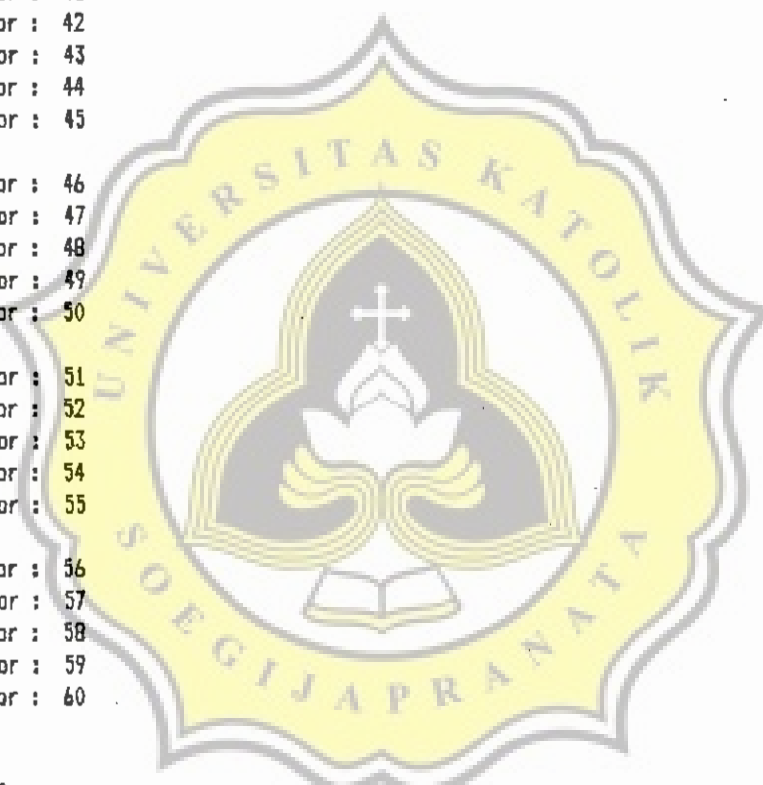 or : 42
or : 43
or : 44
or : 45
or : 46
or : 47
or : 48
or : 49
or : 50
or : 51
or : 52
or : 53
or : 54
or : 55
or : 56
or : 57
or : 58
or : 59
or : 60
UNIVERSITAS KATOLIK
SOEGIJAPRANATA